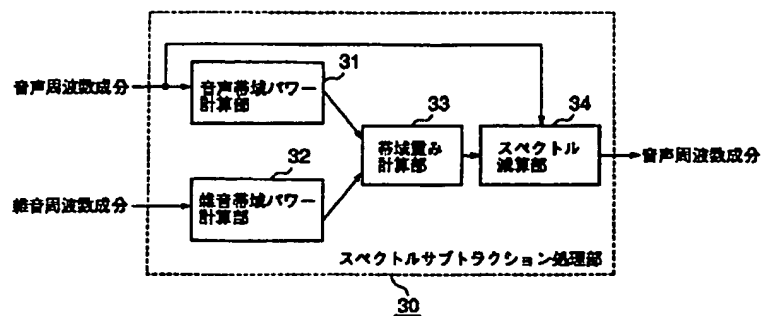 31
音声周波数成分
音声帯域パワー
計算部
33
34
帯域重み
計算部
スペクトル
減算部
音声周波数成分
32
雑音周波数成分
雑音帯域パワー
計算部
スペクトルサブトラクション処理部
30